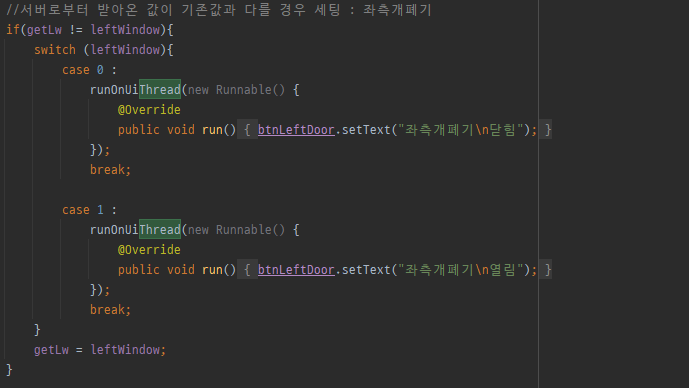 //서버로부터 받아온 값이 기존값과 다를 경우 세팅 : 좌측개폐기
if(getLw != leftWindow){
switch (leftWindow){
case 0 :
runOnUiThread(new Runnable() {
@Override
public void run() { btnLeftDoor.setText("좌측개폐기\n닫힘"); }
});
break;
case 1 :
runOnUiThread(new Runnable() {
@Override
public void run() { btnLeftDoor.setText("좌측개폐기\n열림"); }
});
break;
}
getLw = leftWindow;
}